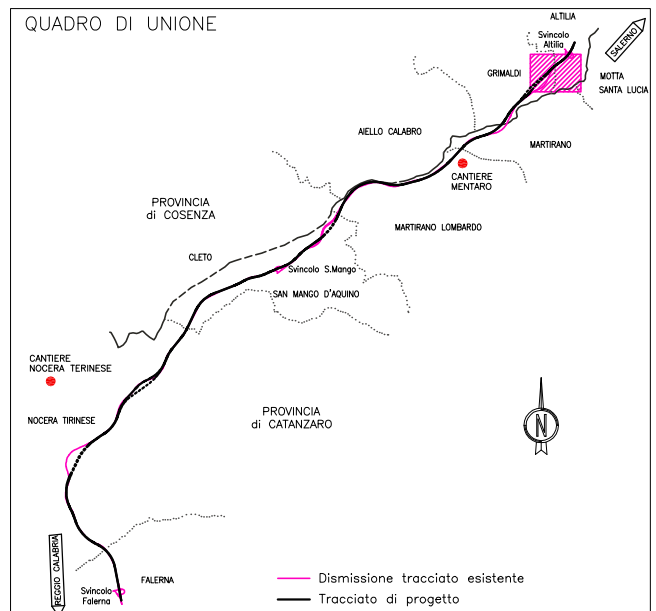 QUADRO DI UNIONE
ALTILIA
Svincolo
Altilia
SALERNO
GRIMALDI
MOTTA
SANTA LUCIA
AIELLO CALABRO
MARTIRANO
CANTIERE
MENTARO
PROVINCIA
di COSENZA
MARTIRANO LOMBARDO
CLETO
Svincolo S.Mango
SAN MANGO D'AQUINO
CANTIERE
NOCERA TERINESE
PROVINCIA
di CATANZARO
NOCERA TIRINESE
N
REGGIO CALABRIA
FALERNA
Svincolo
Falerna
Dismissione tracciato esistente
Tracciato di progetto